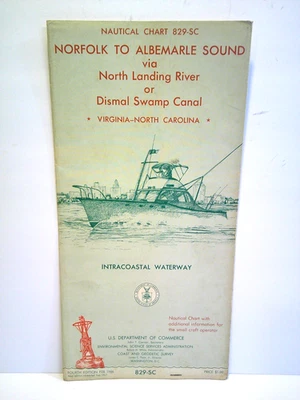 NAUTICAL CHART 829-SC
NORFOLK TO ALBEMARLE SOUND
via
North Landing River
or
Dismal Swamp Canal
* VIRGINIA-NORTH CAROLINA *
INTRACOASTAL WATERWAY
Nautical Chart with
additional information for
the small craft operator
U.S. DEPARTMENT OF COMMERCE
ENVIRONMENTAL SCIENCE SERVICES ADMINISTRATION
COAST AND GEODETIC SURVEY
829-SC